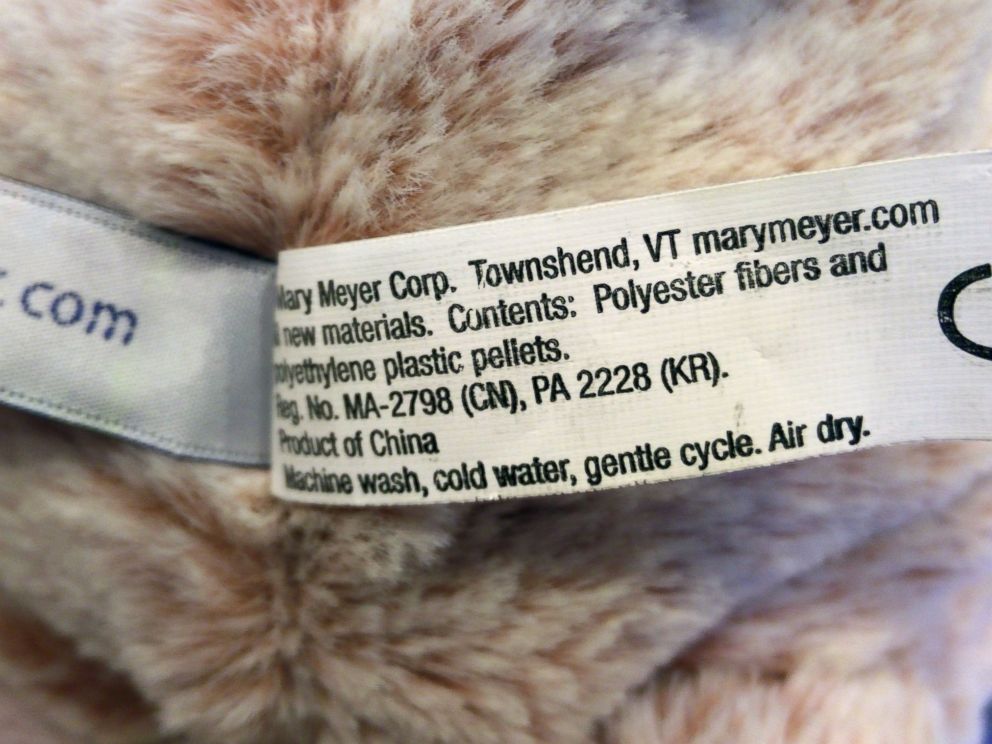 com
Mary Meyer Corp. Townshend, VT marymeyer.com
new materials. Contents: Polyester fibers and
polyethylene plastic pellets.
Reg. No. MA-2798 (CN), PA 2228 (KR).
Product of China
Machine wash, cold water, gentle cycle. Air dry.